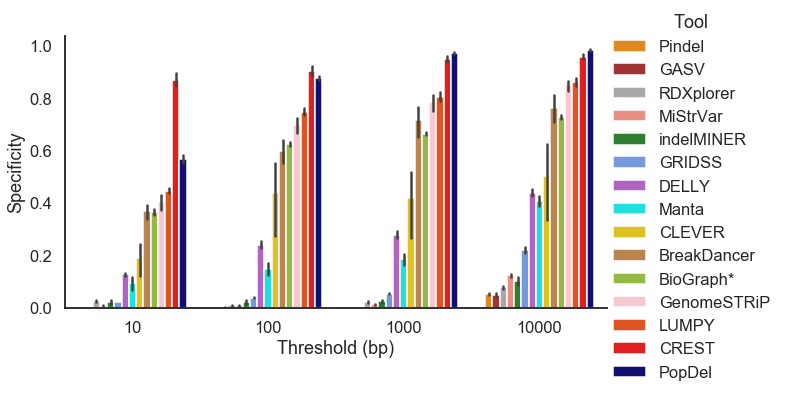 Tool
Pindel
GASV
RDXplorer
MiStrVar
indelMINER
GRIDSS
DELLY
Manta
CLEVER
BreakDancer
BioGraph*
GenomeSTRiP
LUMPY
CREST
PopDel
Specificity
1.0
0.8
0.6
0.4
0.2
0.0
10
100
1000
10000
Threshold (bp)